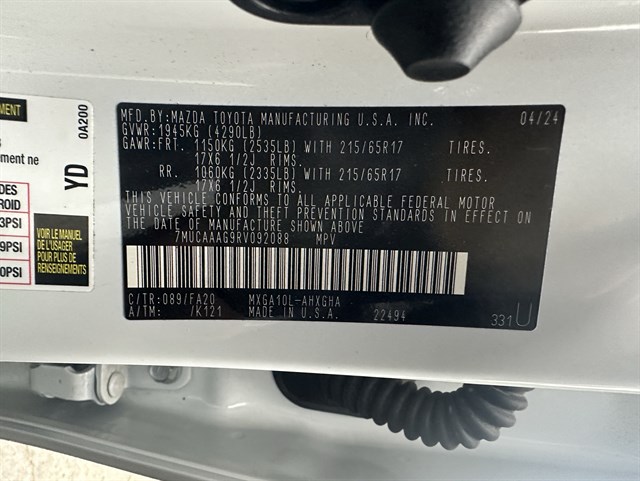 MENT
ement ne
DES
ROID
3PSI
9PSI
0PSI
0A200
YD
VOIR LE MANUEL
DE L'USAGER
POUR PLUS DE
RENSEIGNEMENTS
MFD.BY:MAZDA TOYOTA MANUFACTURING U.S.A. INC. 04/24
GVWR:1945KG (4290LB)
GAWR:FRT. 1150KG (2535LB) WITH 215/65R17 TIRES.
17X6 1/2J RIMS.
RR. 1060KG (2335LB) WITH 215/65R17 TIRES.
17X6 1/2J RIMS.
THIS VEHICLE CONFORMS TO ALL APPLICABLE FEDERAL MOTOR
VEHICLE SAFETY AND THEFT PREVENTION STANDARDS IN EFFECT ON
THE DATE OF MANUFACTURE SHOWN ABOVE
7MUCAAAG9RV092088 MPV
C/TR:089/FA20 MXGA10L-AHXGHA
A/TM: /K121 MADE IN U.S.A. 22494
331U